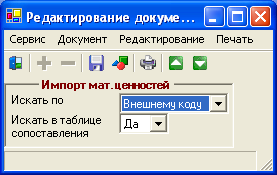 Редактирование докуме...
Сервис Документ Редактирование Печать
Импорт мат.ценностей
Искать по Внешнему коду
Искать в таблице сопоставления Да